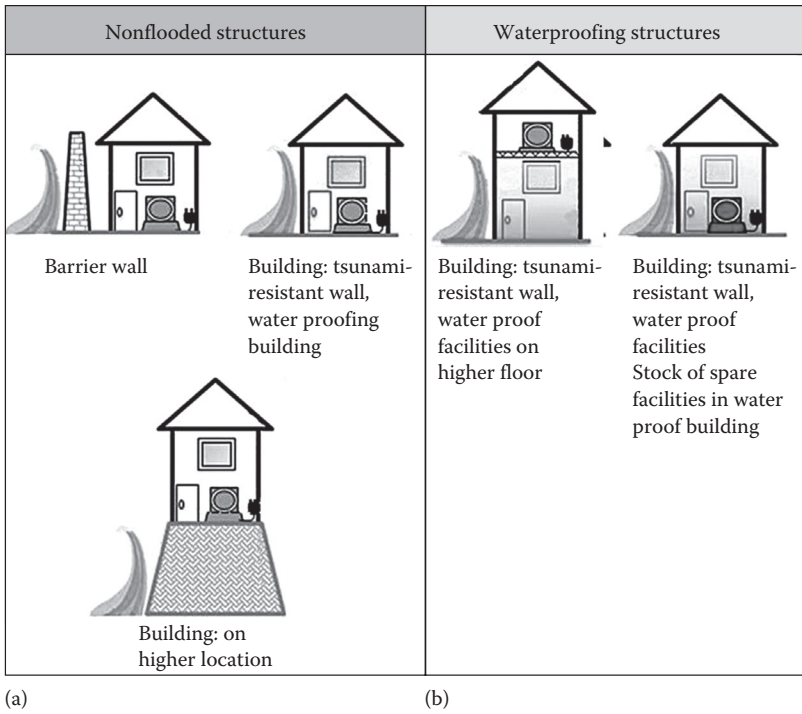 Nonflooded structures
Waterproofing structures
Barrier wall
Building: tsunami-
resistant wall,
water proofing
building
Building: on
higher location
Building: tsunami-
resistant wall,
water proof
facilities on
higher floor
Building: tsunami-
resistant wall,
water proof
facilities
Stock of spare
facilities in water
proof building
(a)
(b)